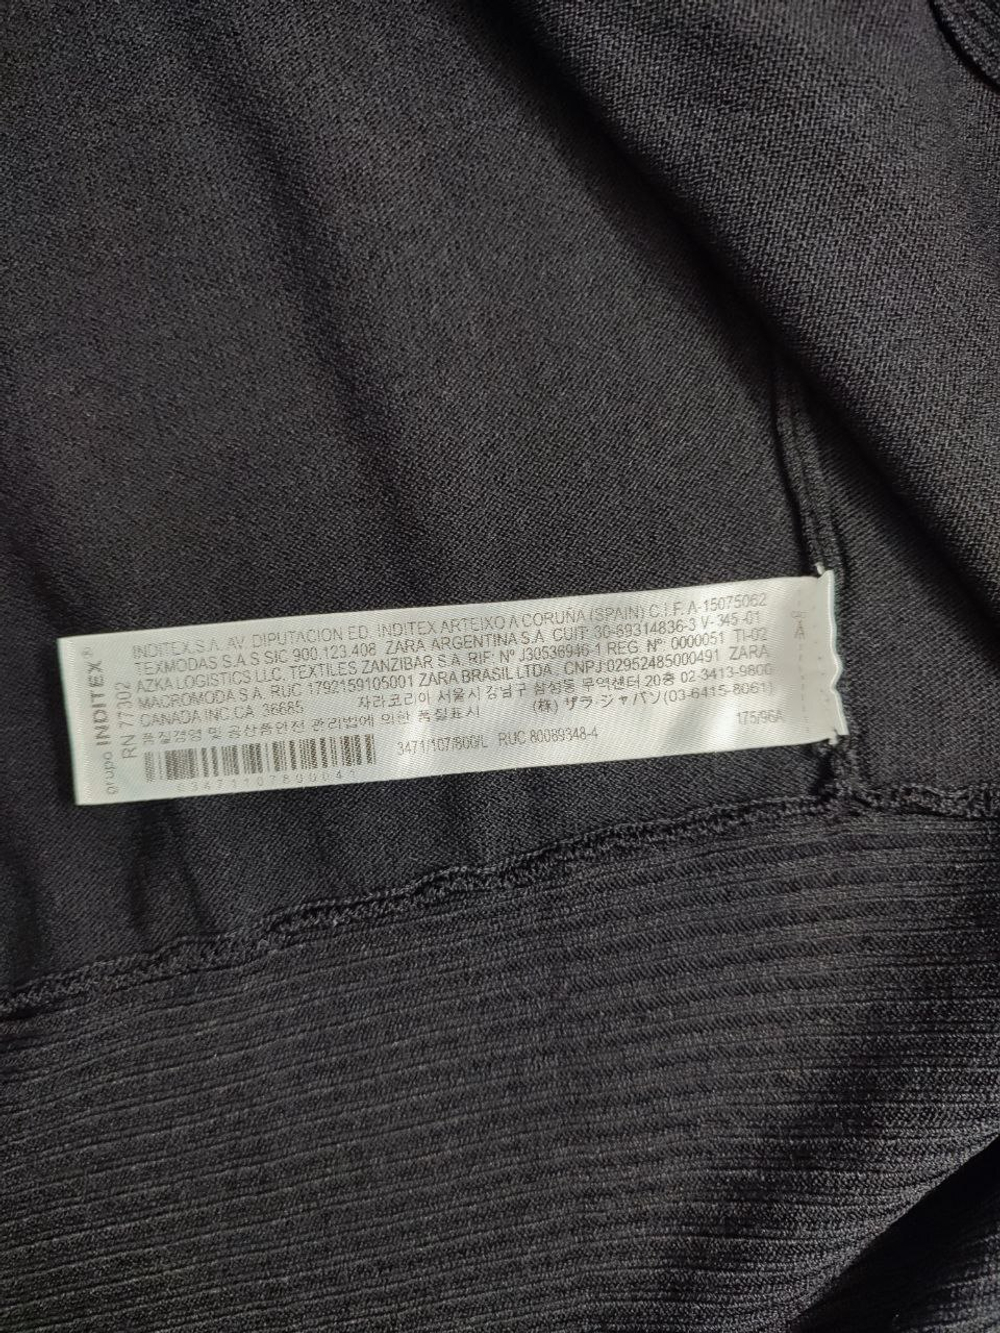 grupo INDITEX®
RN 77302
INDITEX,S.A. AV. DIPUTACION ED. INDITEX ARTEIXO A CORUÑA (SPAIN) C.I.F. A-15075062
TEXMODAS S.A.S SIC 900.123.408 ZARA ARGENTINA S.A. CUIT 30-69314836-3 V-345 -01
AZKA LOGISTICS LLC. TEXTILES ZANZIBAR S.A. RIF: Nº J30538946-1 REG. Nº 0000051 TI-02
MACROMODA S.A. RUC 1792159105001 ZARA BRASIL LTDA. CNPJ:02952485000491 ZARA
CANADA INC.CA 36685 자라코리아 서울시 강남구 삼성동 무역센터 20층 02-3413-9800
품질경영 및 공산품안전 관리법에 의한 품질표시 (株) ザラ・ジャパン(03-6415-8061)
3471/107/800/L RUC 80089348-4 175/96A
03471107800041